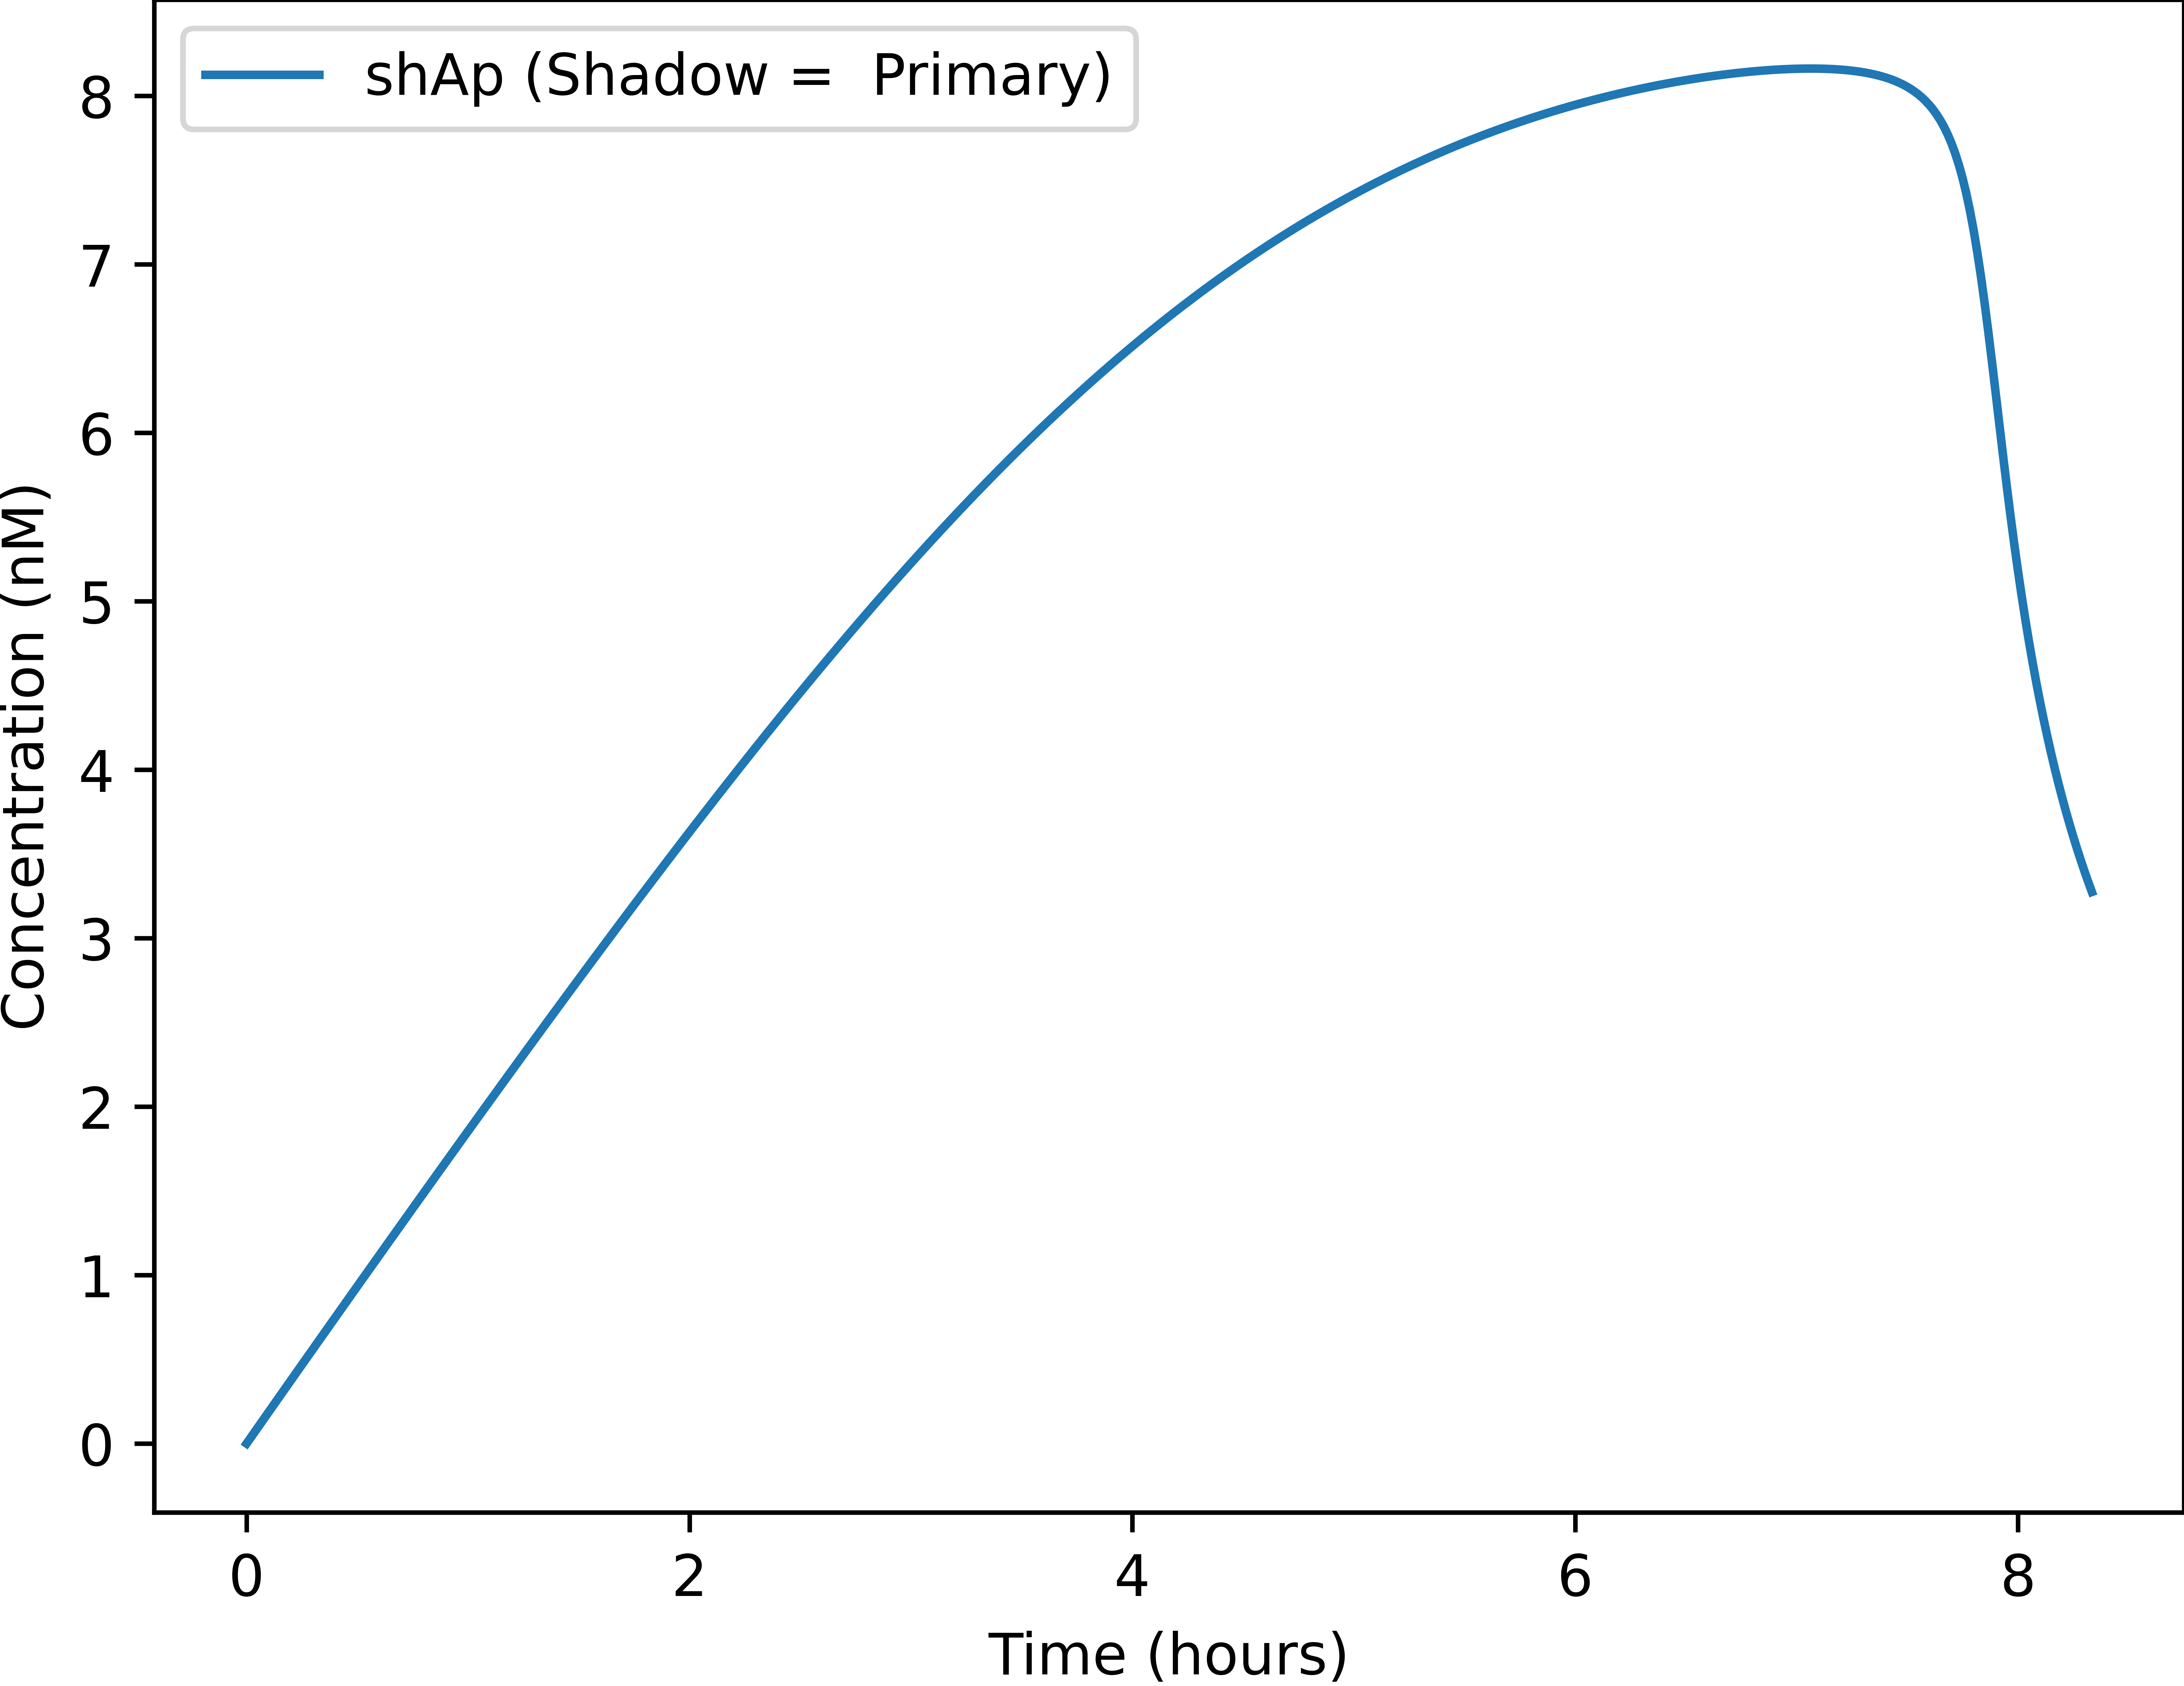 shAp (Shadow =  Primary)
8
7
6
5
4
3
2
1
0
Concentration (nM)
0 2 4 6 8
Time (hours)